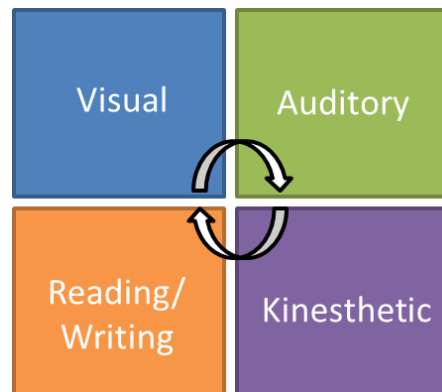 Visual
Auditory
Reading/
Writing
Kinesthetic